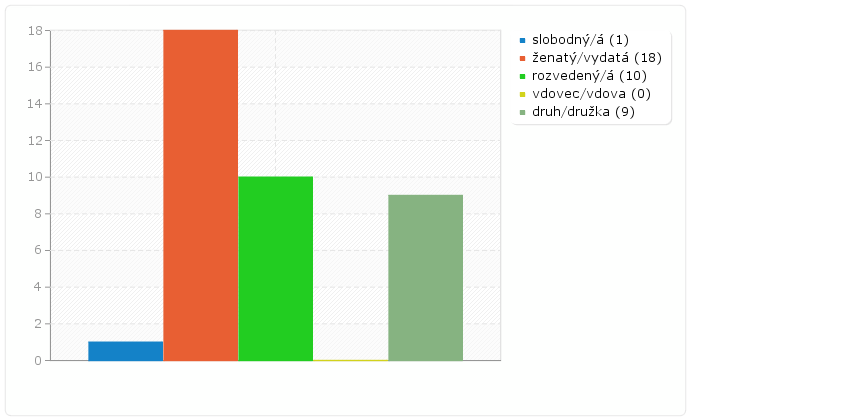 18
16
14
12
10
8
6
4
2
0
slobodný/á (1)
ženatý/vydatá (18)
rozvedený/á (10)
vdovec/vdova (0)
druh/družka (9)